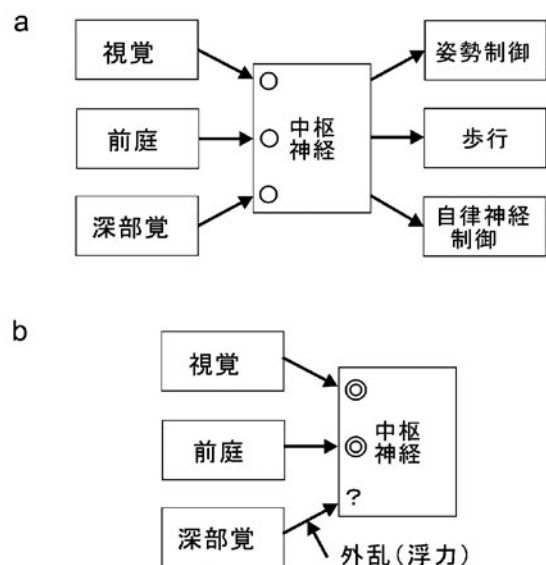 a
視覚
前庭
深部覚
中枢
神経
姿勢制御
歩行
自律神経
制御
b
視覚
前庭
深部覚
中枢
神経
?
外乱(浮力)